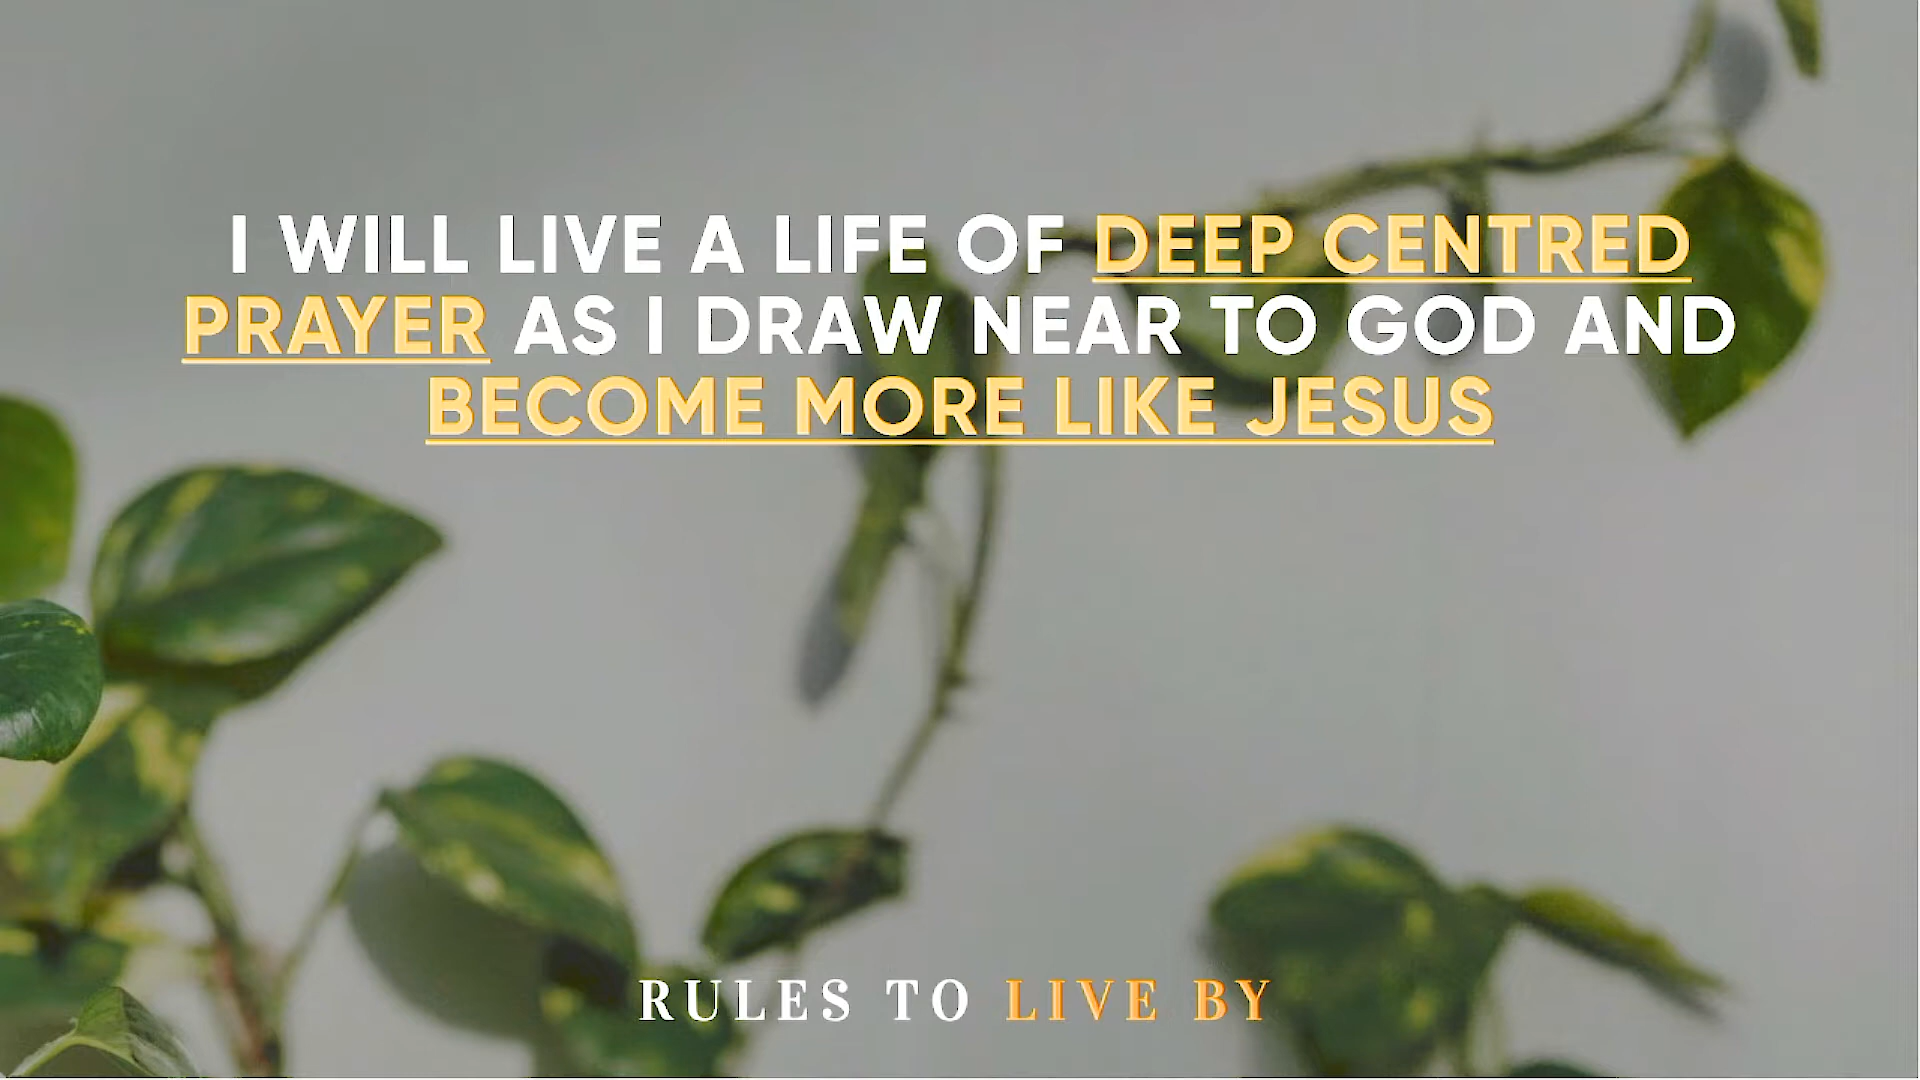 I WILL LIVE A LIFE OF DEEP CENTRED
PRAYER AS I DRAW NEAR TO GOD AND
BECOME MORE LIKE JESUS
RULES TO LIVE BY